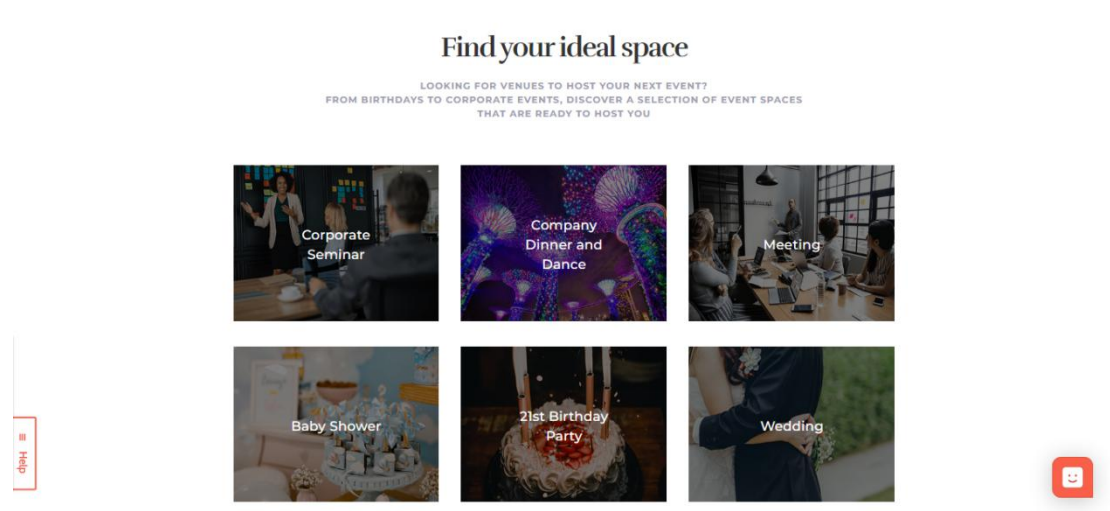 Find your ideal space
LOOKING FOR VENUES TO HOST YOUR NEXT EVENT?
FROM BIRTHDAYS TO CORPORATE EVENTS, DISCOVER A SELECTION OF EVENT SPACES
THAT ARE READY TO HOST YOU
Corporate
Seminar
Company
Dinner and
Dance
Meeting
Baby Shower
21st Birthday
Party
Wedding
Help